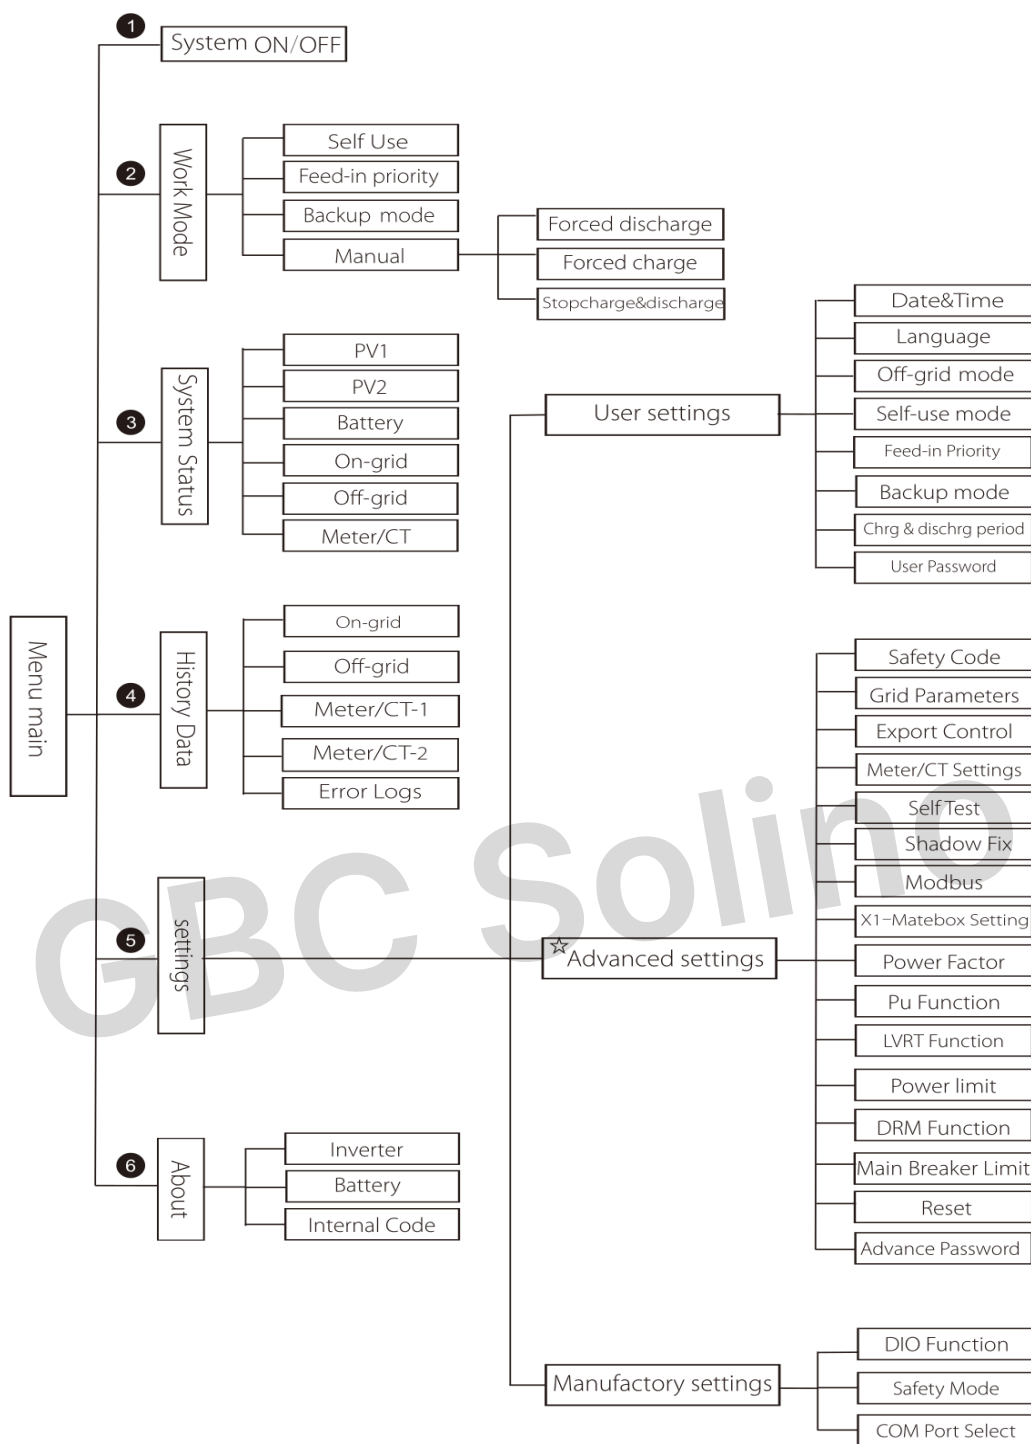 1
System ON/OFF
2
Work Mode
Self Use
Feed-in priority
Backup mode
Manual
Forced discharge
Forced charge
Stopcharge&discharge
3
System Status
PV1
PV2
Battery
On-grid
Off-grid
Meter/CT
Menu main
4
History Data
On-grid
Off-grid
Meter/CT-1
Meter/CT-2
Error Logs
5
settings
User settings
Date&Time
Language
Off-grid mode
Self-use mode
Feed-in Priority
Backup mode
Chrg & dischrg period
User Password
☆Advanced settings
Safety Code
Grid Parameters
Export Control
Meter/CT Settings
Self Test
Shadow Fix
Modbus
X1-Matebox Setting
Power Factor
Pu Function
LVRT Function
Power limit
DRM Function
Main Breaker Limit
Reset
Advance Password
Manufactory settings
DIO Function
Safety Mode
COM Port Select
6
About
Inverter
Battery
Internal Code
GBC Solino